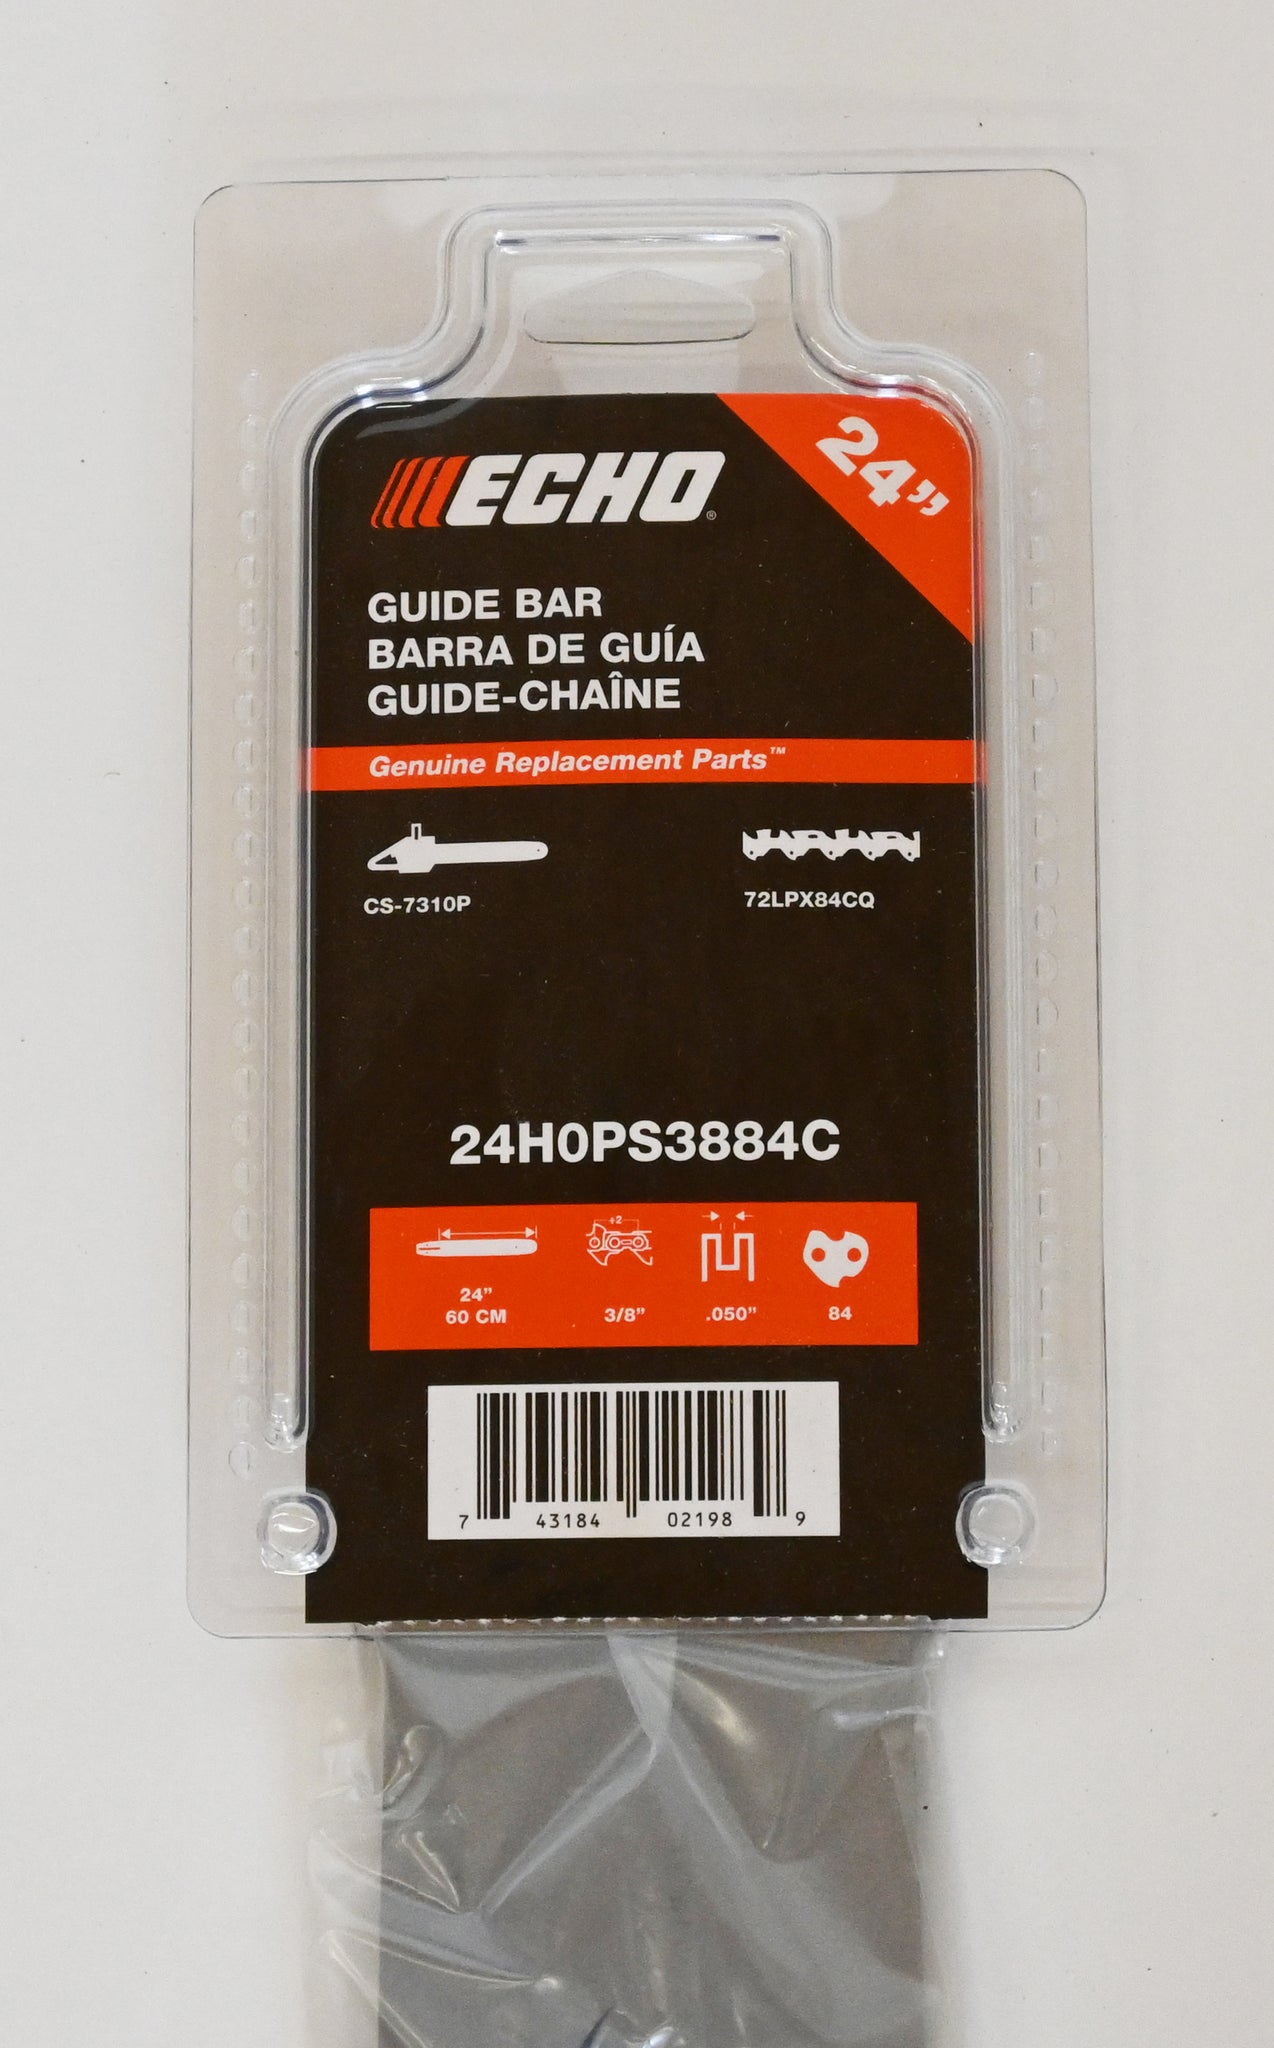 24”
ECHO®
GUIDE BAR
BARRA DE GUÍA
GUIDE-CHAÎNE
Genuine Replacement Parts™
CS-7310P
72LPX84CQ
24H0PS3884C
÷2
24” 3/8” .050” 84
60 CM
7 43184 02198 9